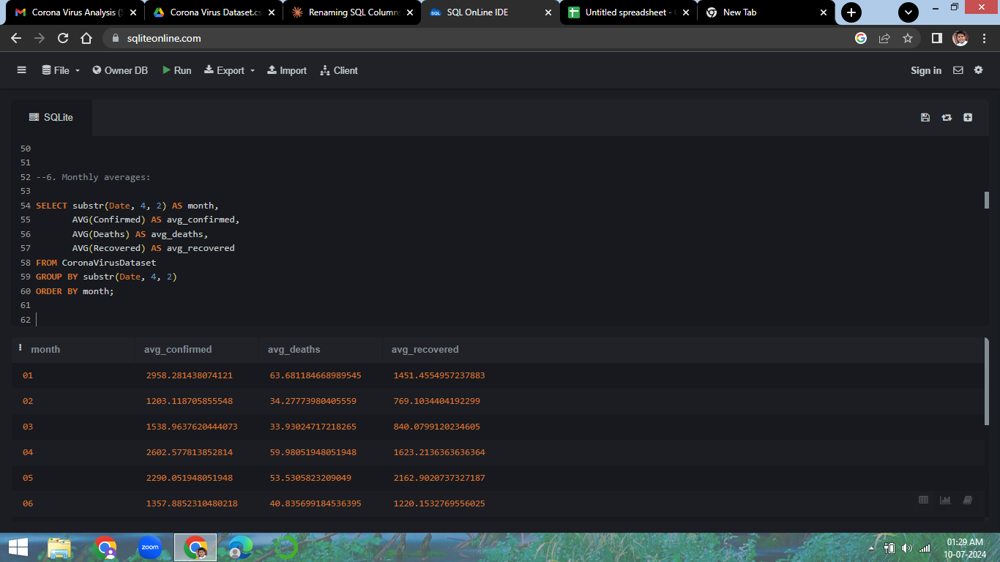 Corona Virus Analysis (S
Corona Virus Dataset.cs
Renaming SQL Columns
SQL OnLine IDE
Untitled spreadsheet -
New Tab
sqliteonline.com
File
Owner DB
Run
Export
Import
Client
Sign in
SQLite
50
51
52 --6. Monthly averages:
53
54 SELECT substr(Date, 4, 2) AS month,
55 AVG(Confirmed) AS avg_confirmed,
56 AVG(Deaths) AS avg_deaths,
57 AVG(Recovered) AS avg_recovered
58 FROM CoronaVirusDataset
59 GROUP BY substr(Date, 4, 2)
60 ORDER BY month;
61
62
month avg_confirmed avg_deaths avg_recovered
01 2958.281438074121 63.681184668989545 1451.4554957237883
02 1203.118705855548 34.27773980405559 769.1034404192299
03 1538.9637620444073 33.93024717218265 840.0799120234605
04 2602.577813852814 59.98051948051948 1623.2136363636364
05 2290.051948051948 53.5305823209049 2162.9020737327187
06 1357.8852310480218 40.835699184536395 1220.1532769556025
zoom
01:29 AM
10-07-2024